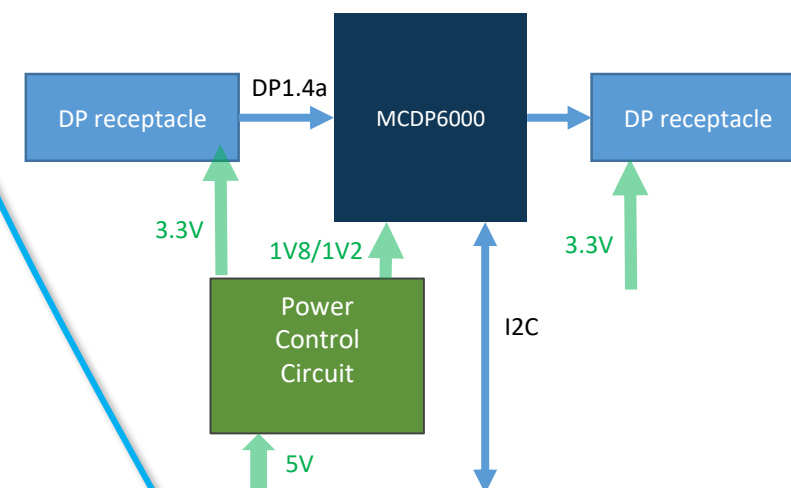 DP1.4a
DP receptacle
MCDP6000
DP receptacle
3.3V
1V8/1V2
3.3V
Power
Control
Circuit
I2C
5V